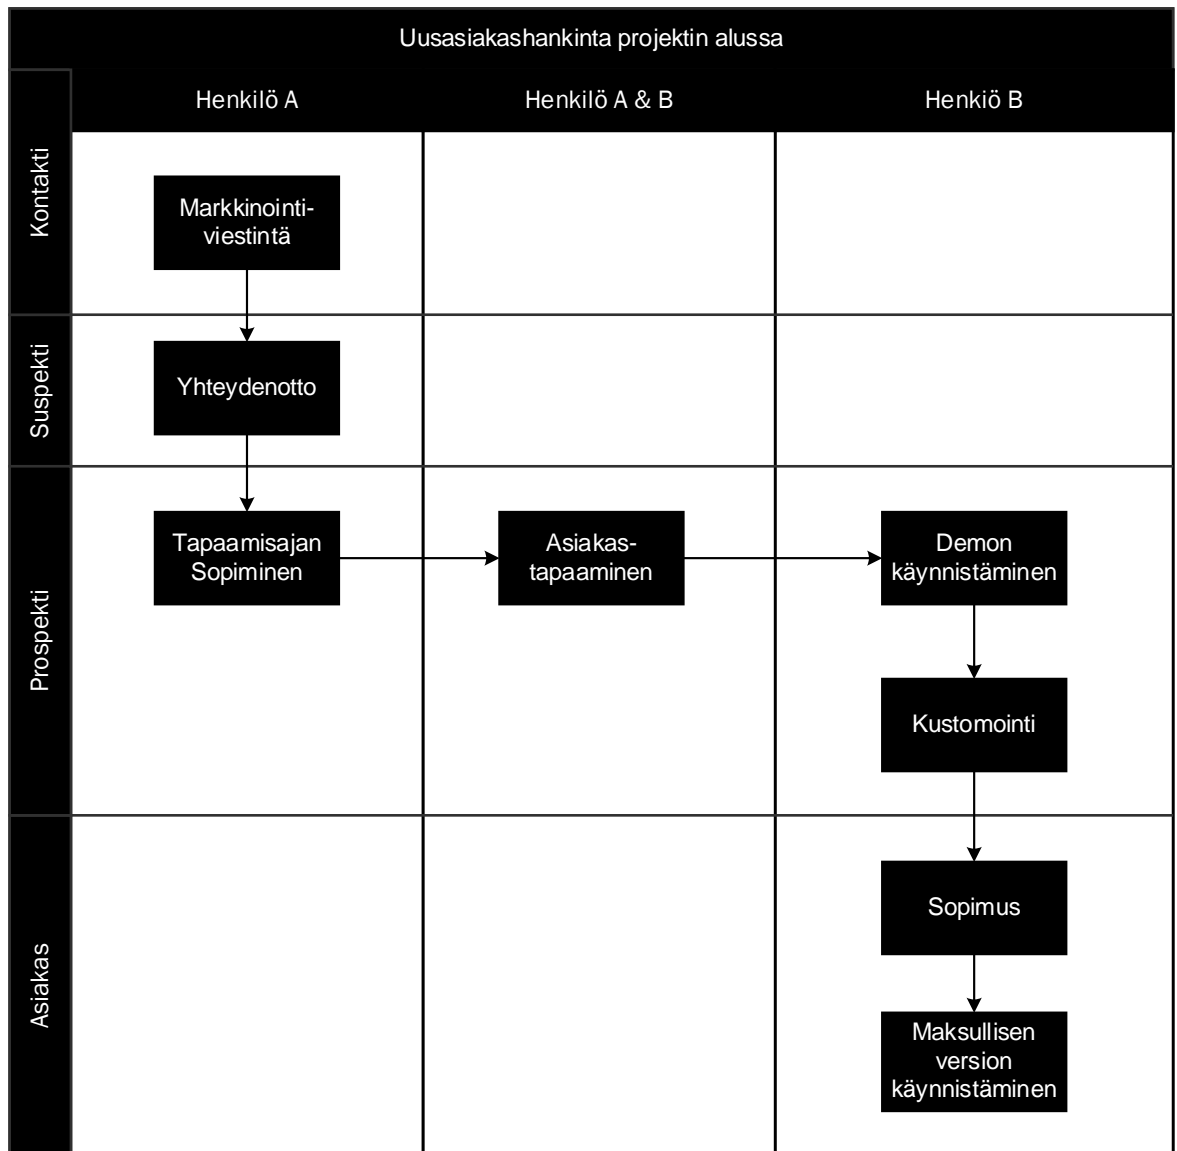 Uusasiakashankinta projektin alussa
Henkilö A
Henkilö A & B
Henkiö B
Kontakti
Markkinointi-
viestintä
Suspekti
Yhteydenotto
Prospekti
Tapaamisajan
Sopiminen
Asiakas-
tapaaminen
Demon
käynnistäminen
Kustomointi
Asiakas
Sopimus
Maksullisen
version
käynnistäminen